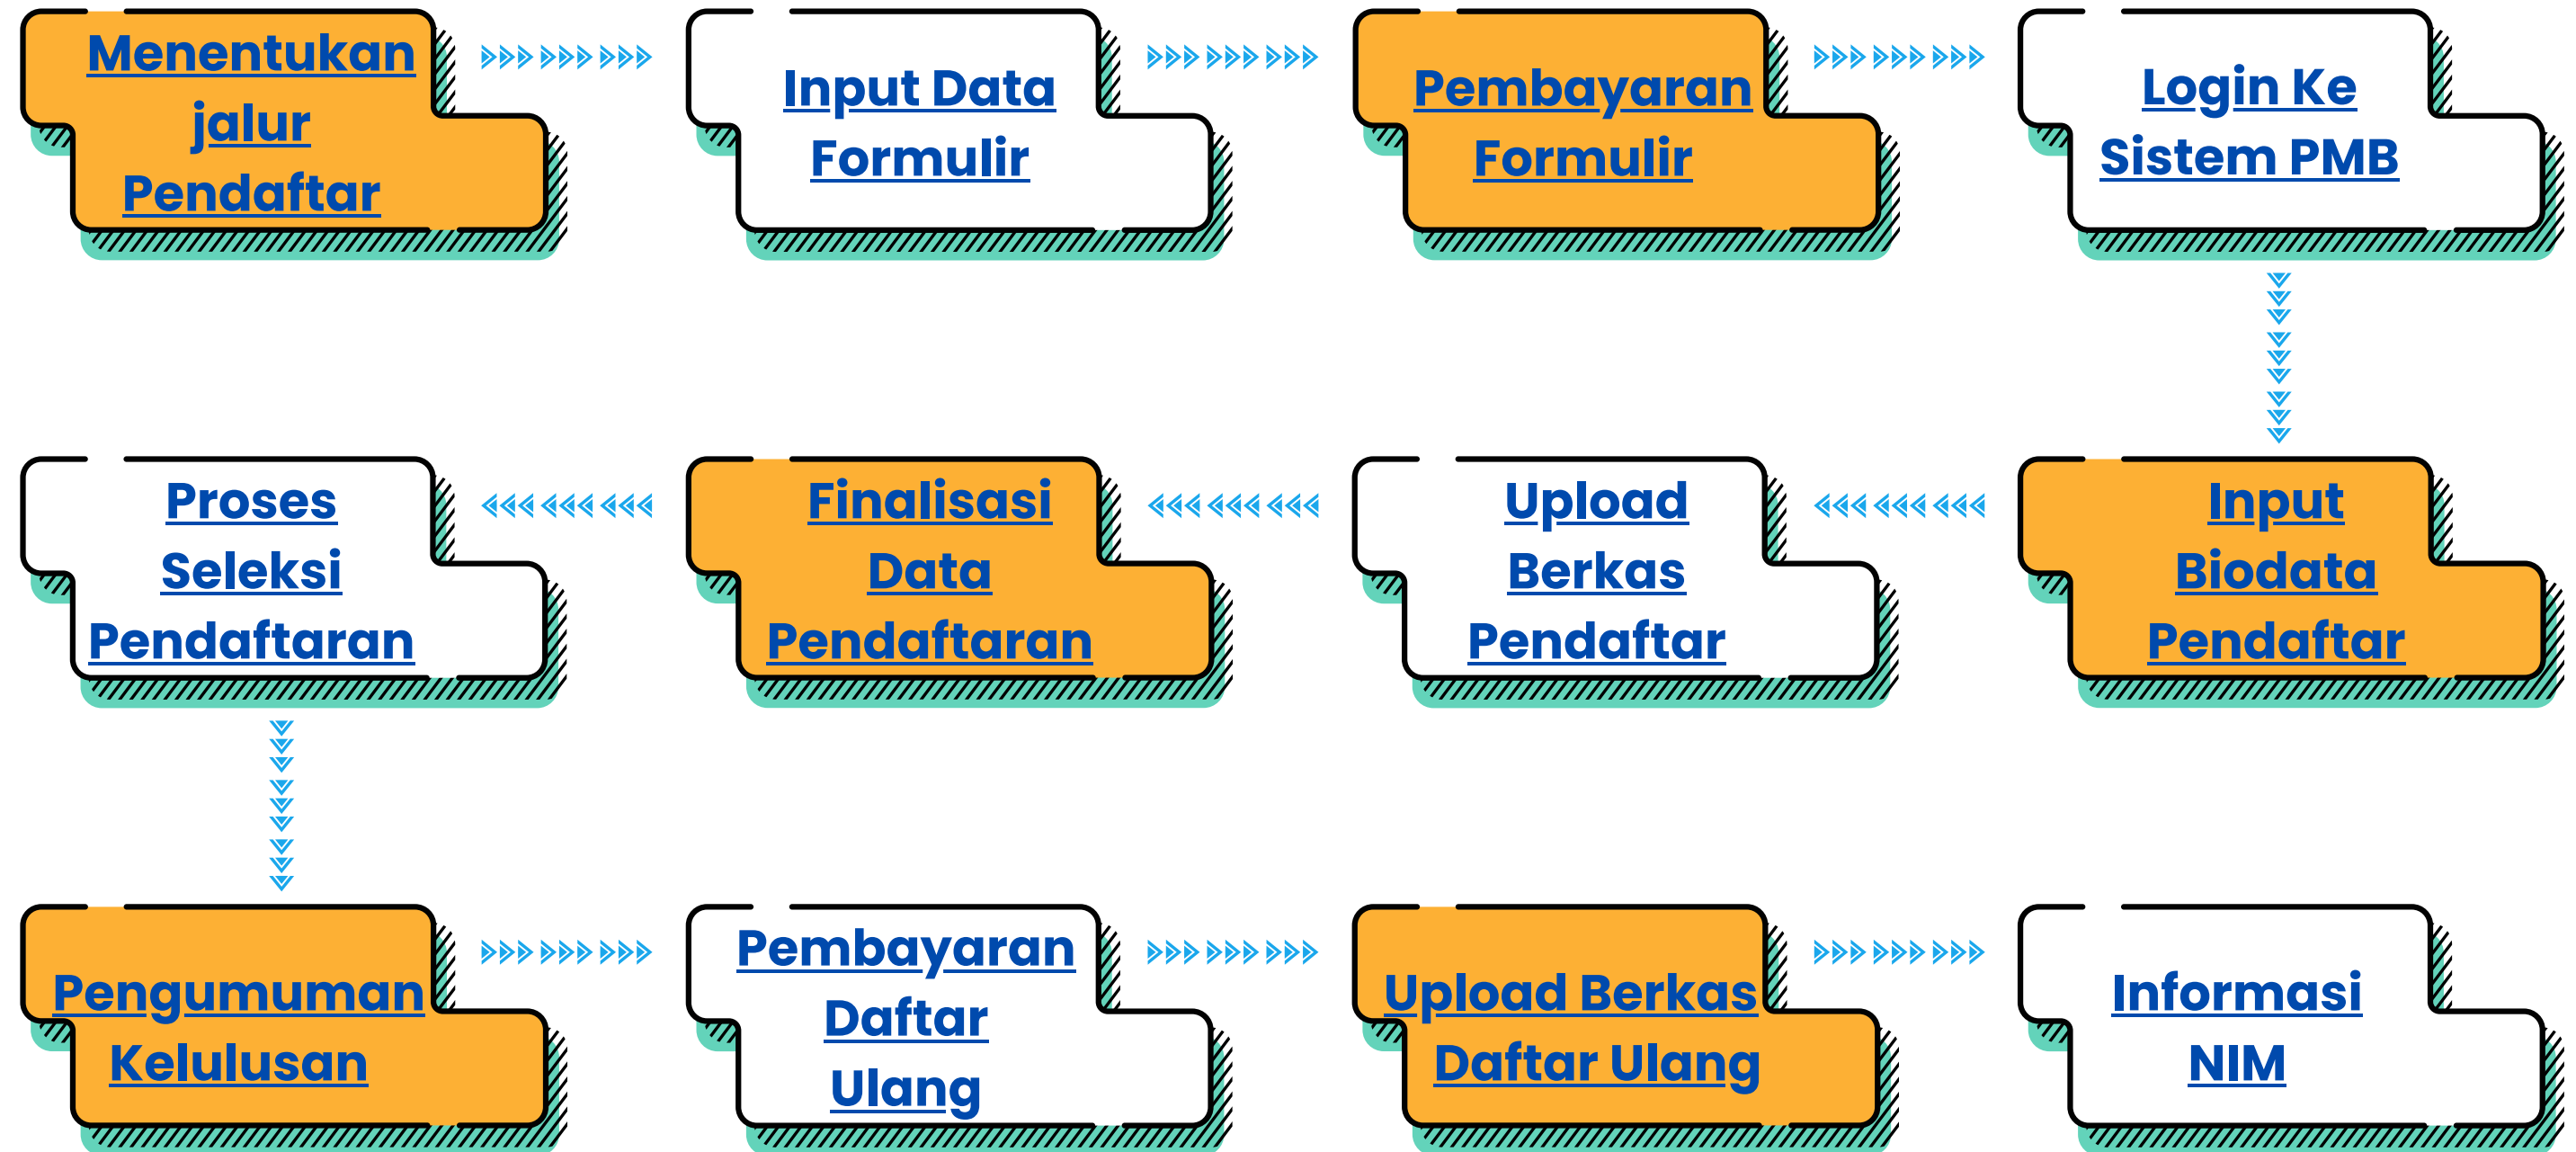 Menentukan
jalur
Pendaftar
Input Data
Formulir
Pembayaran
Formulir
Login Ke
Sistem PMB
Input
Biodata
Pendaftar
Upload
Berkas
Pendaftar
Finalisasi
Data
Pendaftaran
Proses
Seleksi
Pendaftaran
Pengumuman
Kelulusan
Pembayaran
Daftar
Ulang
Upload Berkas
Daftar Ulang
Informasi
NIM